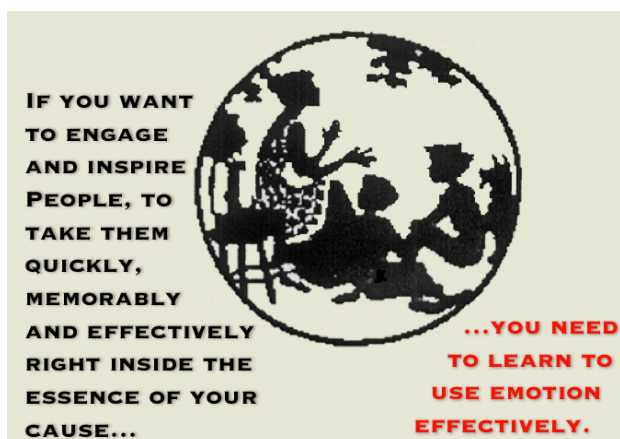 If you want
to engage
and inspire
People, to
take them
quickly,
memorably
and effectively
right inside the
essence of your
cause...
...you need
to learn to
use emotion
effectively.